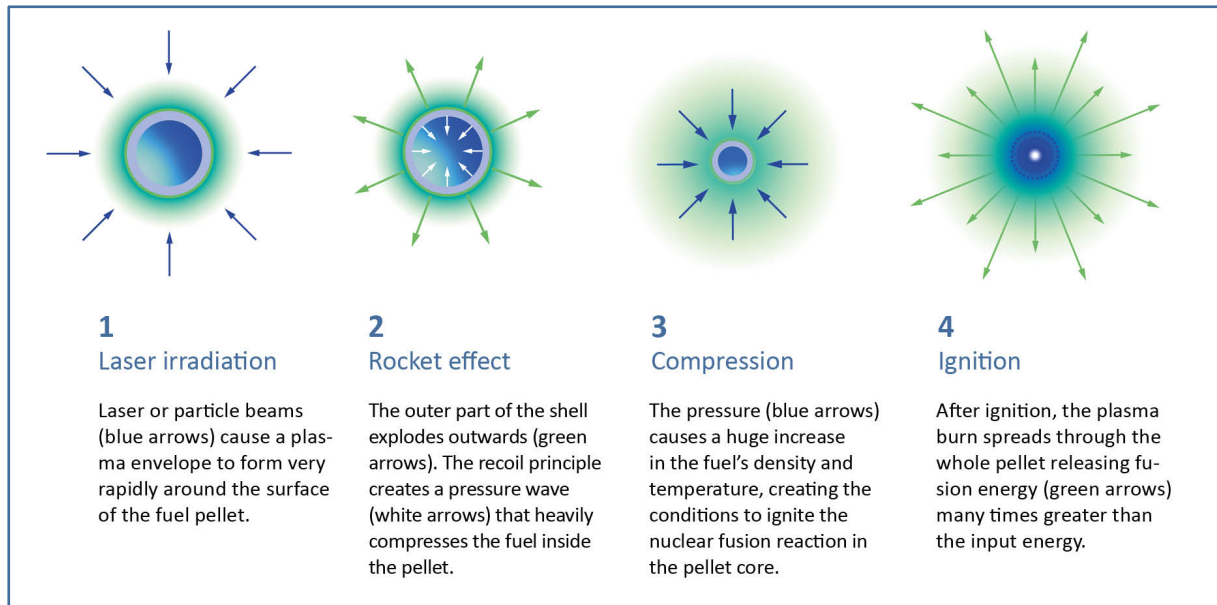 1
Laser irradiation
Laser or particle beams
(blue arrows) cause a plas-
ma envelope to form very
rapidly around the surface
of the fuel pellet.
2
Rocket effect
The outer part of the shell
explodes outwards (green
arrows). The recoil principle
creates a pressure wave
(white arrows) that heavily
compresses the fuel inside
the pellet.
3
Compression
The pressure (blue arrows)
causes a huge increase
in the fuel’s density and
temperature, creating the
conditions to ignite the
nuclear fusion reaction in
the pellet core.
4
Ignition
After ignition, the plasma
burn spreads through the
whole pellet releasing fu-
sion energy (green arrows)
many times greater than
the input energy.